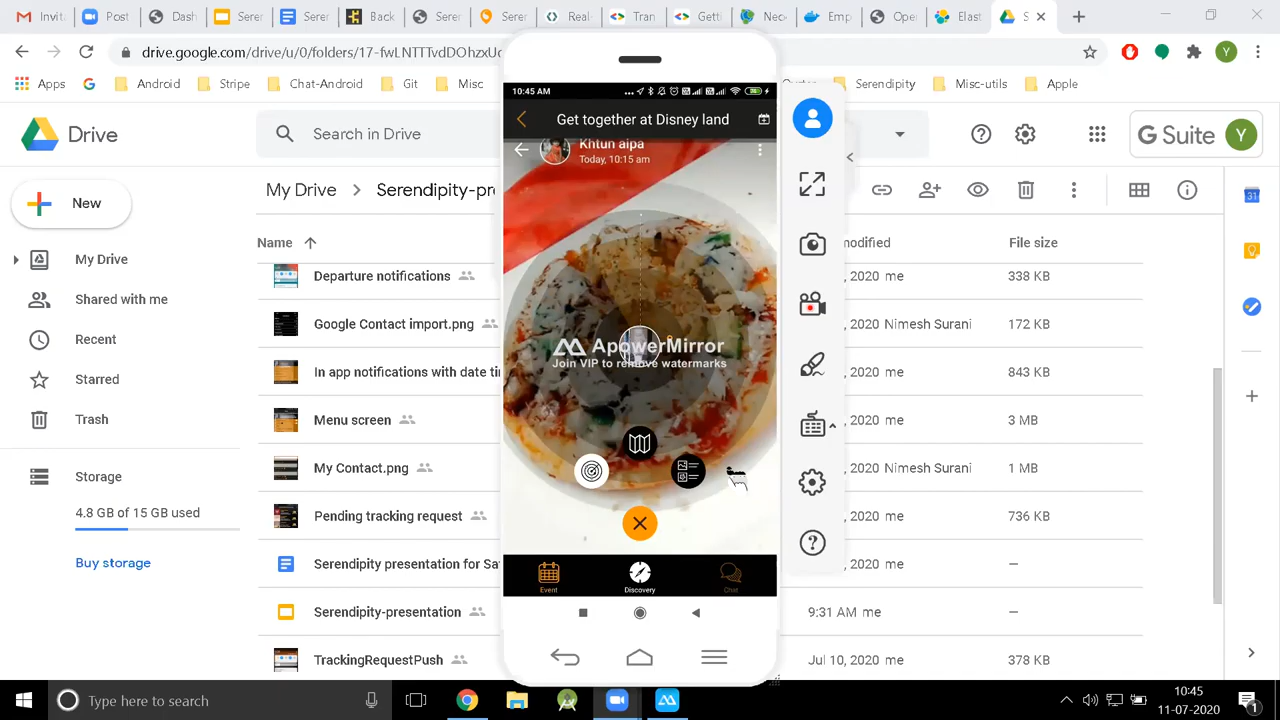 Invit
Dash
Serer
Back
Seren
Real-
Tran
Getti
Neo
Emp
Ope
Elast
S
drive.google.com/drive/u/0/folders/17-fwLNTTTvdDOhzxUc
Y
Apps
Android
Stripe
Chat-Android
Git
Misc
Serendipity
Misc-utils
Apple
Drive
Search in Drive
G Suite
Y
New
My Drive
Serendipity-pr
My Drive
Shared with me
Recent
Starred
Trash
Storage
4.8 GB of 15 GB used
Buy storage
Name
modified
File size
Departure notifications
, 2020 me
338 KB
Google Contact import.png
, 2020 Nimesh Surani
172 KB
In app notifications with date ti
, 2020 me
843 KB
Menu screen
, 2020 me
3 MB
My Contact.png
, 2020 Nimesh Surani
1 MB
Pending tracking request
, 2020 me
736 KB
Serendipity presentation for Sa
, 2020 me
—
Serendipity-presentation
9:31 AM me
—
TrackingRequestPush
Jul 10, 2020 me
378 KB
31
10:45 AM
Get together at Disney land
Khtun aipa
Today, 10:15 am
ApowerMirror
Join VIP to remove watermarks
Event
Discovery
Chat
Type here to search
10:45
11-07-2020
1